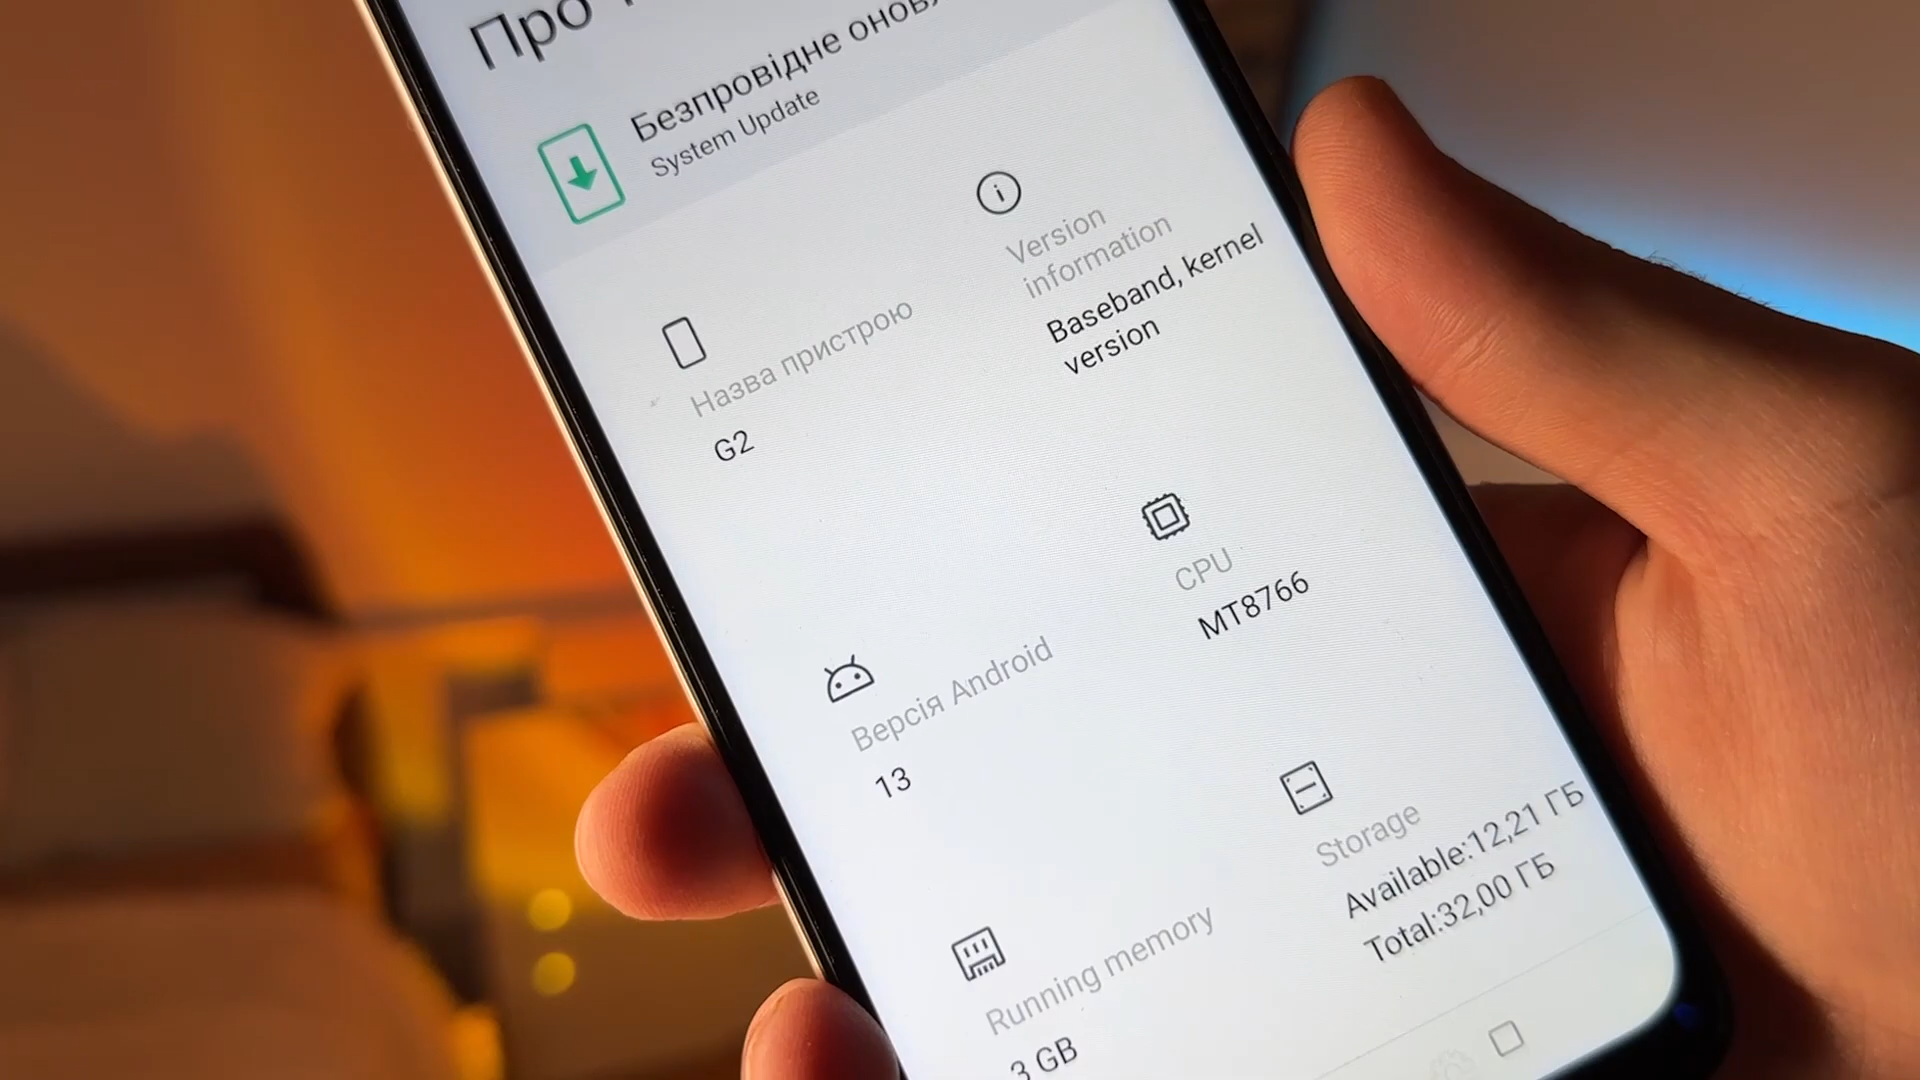 Про
Безпровідне
System Update
Version
information
Baseband, kernel
version
Назва пристрою
G2
CPU
MT8766
Версія Android
13
Storage
Available:12,21 ГБ
Total:32,00 ГБ
Running memory
3 GB